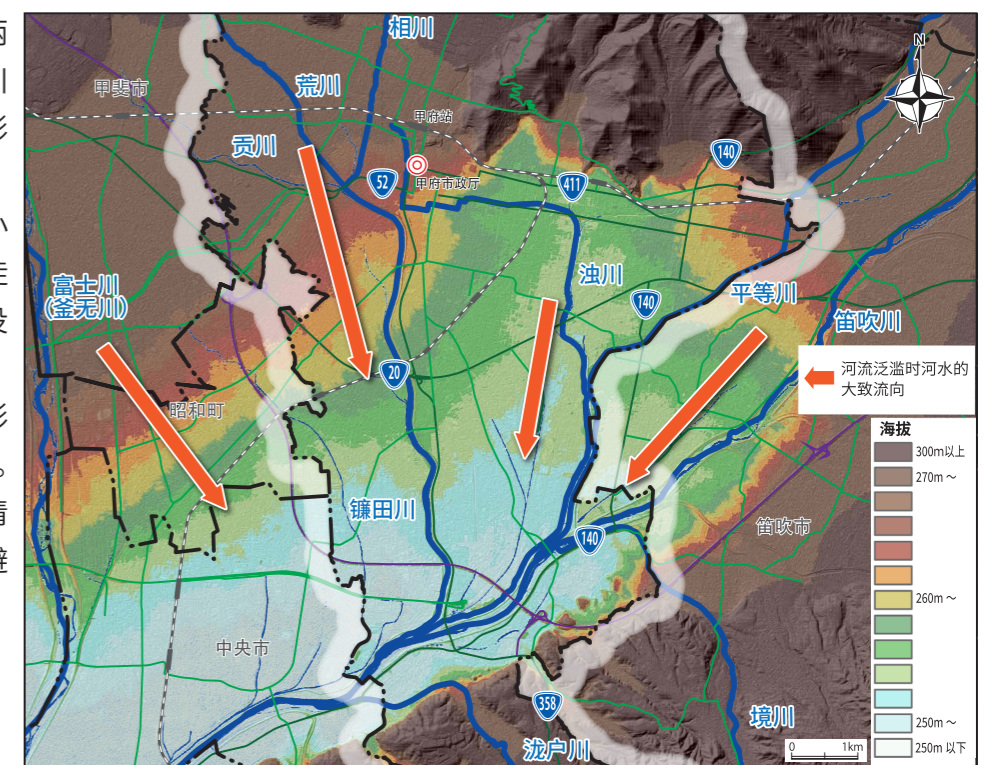 相川
荒川
甲斐市
甲府站
贡川
140
52
甲府市政厅
411
N
浊川
富士川
(釜无川)
140
平等川
笛吹川
河流泛滥时河水的
大致流向
20
昭和町
海拔
300m以上
270m～
镰田川
笛吹市
140
260m～
中央市
358
境川
250m～
泷户川
0 1km
250m 以下